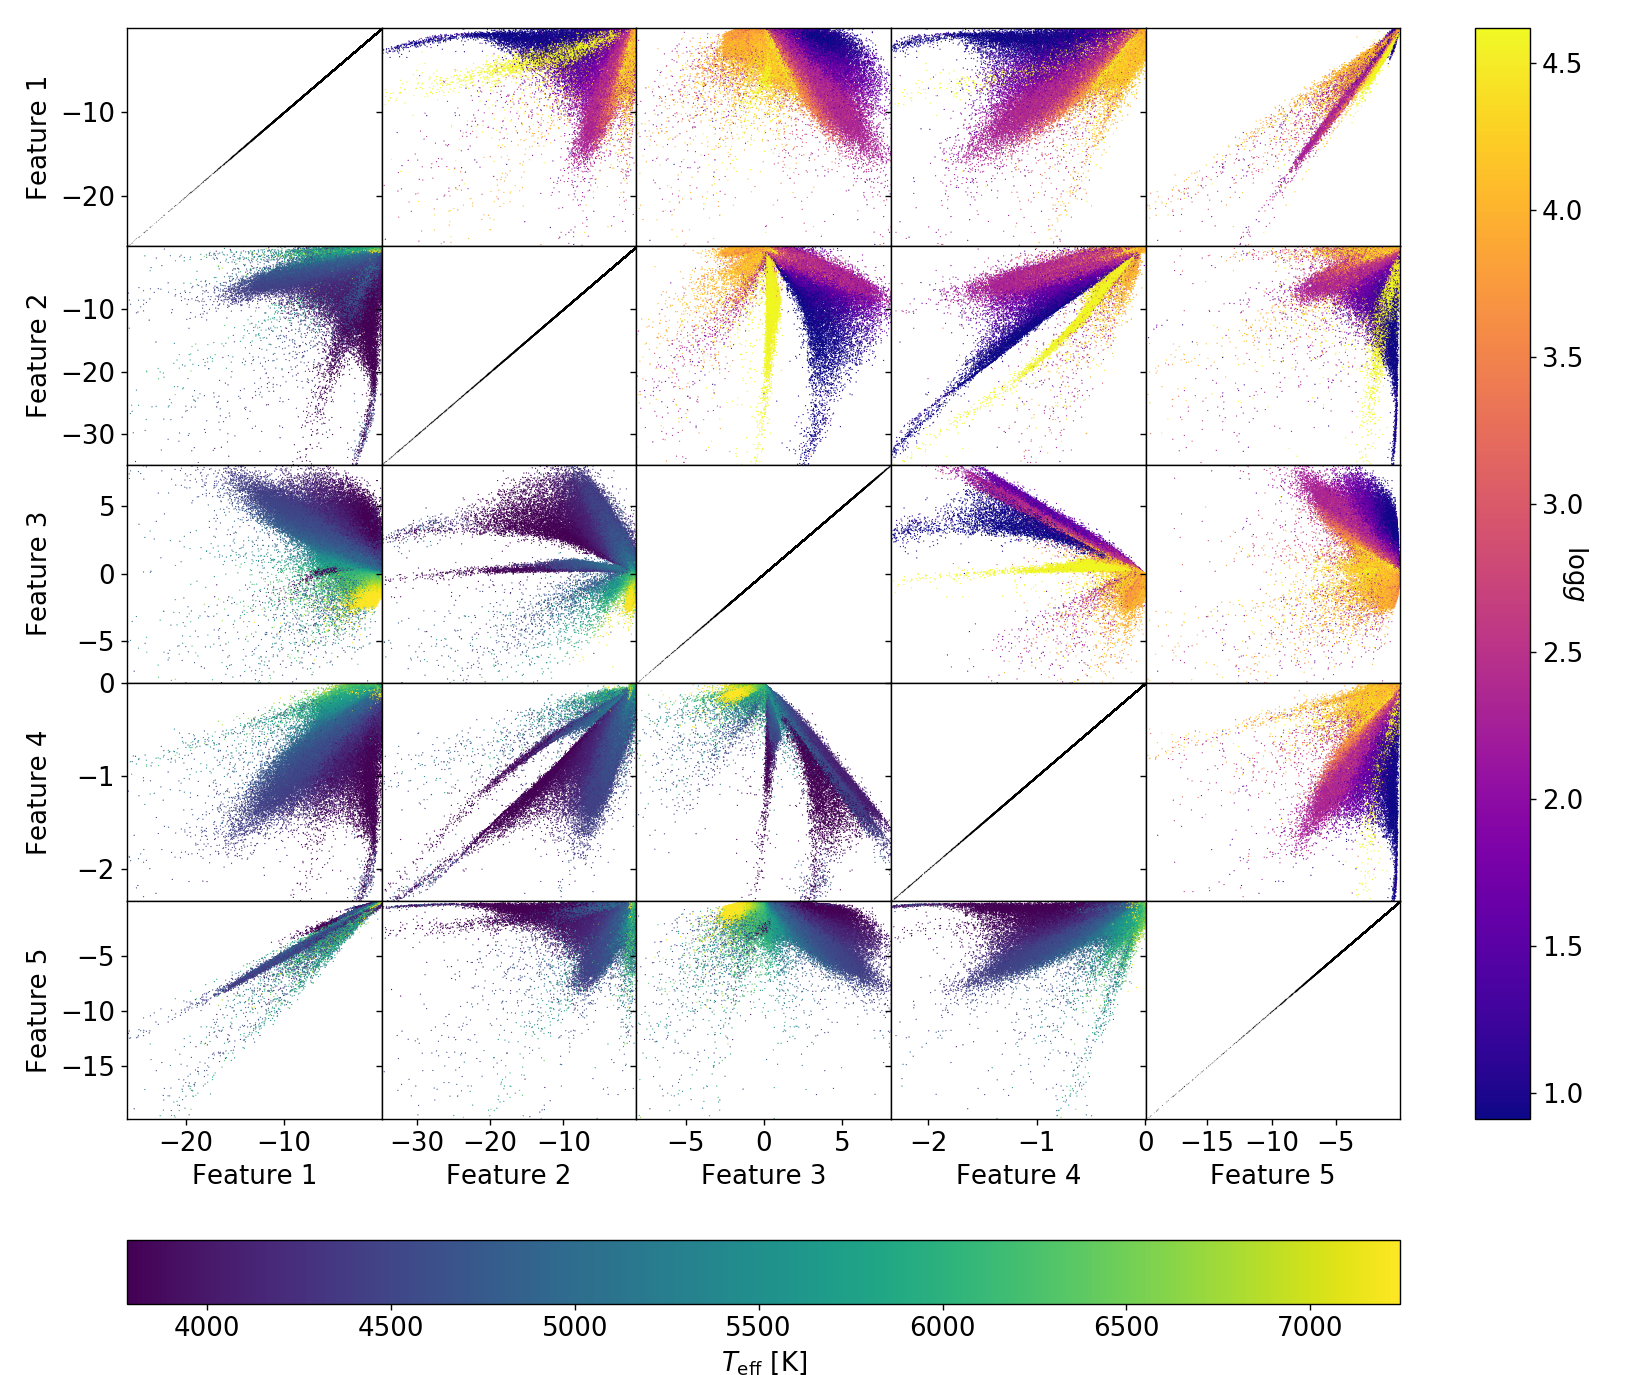 Feature 1
−10
−20
Feature 2
−10
−20
−30
Feature 3
5
0
−5
Feature 4
0
−1
−2
Feature 5
−5
−10
−15
−20 −10 −30 −20 −10 −5 0 5 −2 −1 0 −15 −10 −5
Feature 1 Feature 2 Feature 3 Feature 4 Feature 5
4.5
4.0
3.5
3.0
2.5
2.0
1.5
1.0
logg
4000 4500 5000 5500 6000 6500 7000
Teff [K]